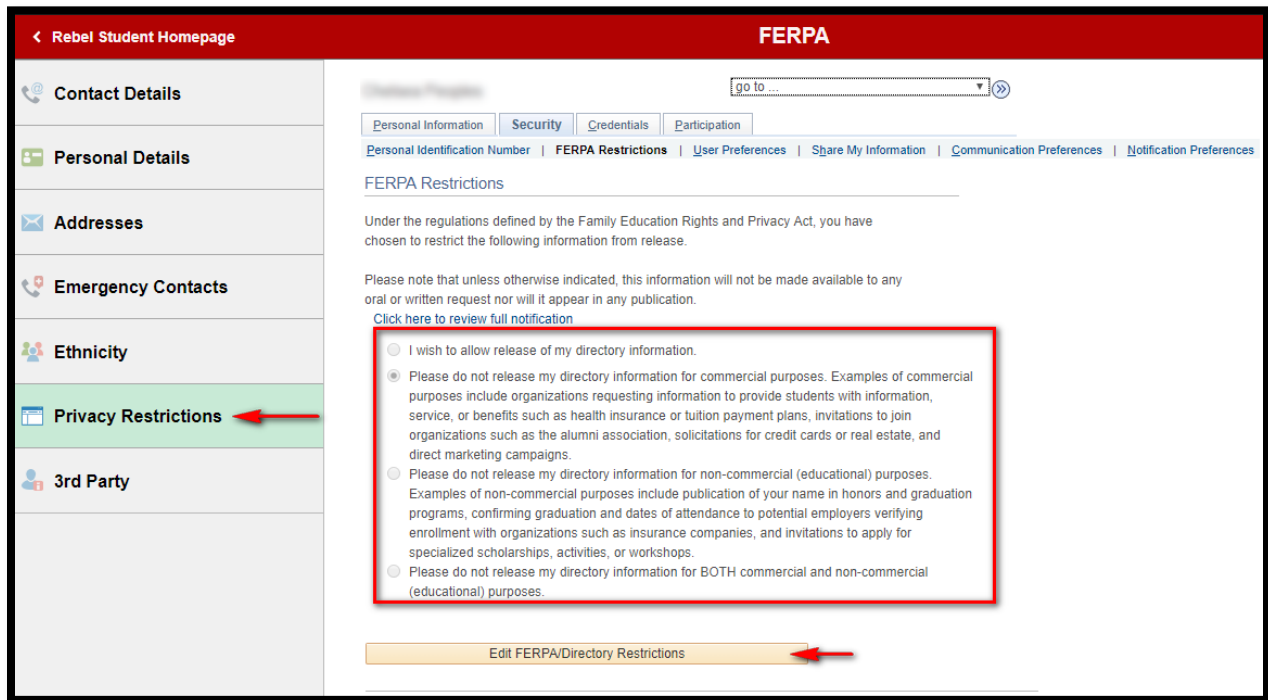 Rebel Student Homepage
FERPA
Contact Details
Personal Details
Addresses
Emergency Contacts
Ethnicity
Privacy Restrictions
3rd Party
go to ...
Personal Information Security Credentials Participation
Personal Identification Number | FERPA Restrictions | User Preferences | Share My Information | Communication Preferences | Notification Preferences
FERPA Restrictions
Under the regulations defined by the Family Education Rights and Privacy Act, you have
chosen to restrict the following information from release.
Please note that unless otherwise indicated, this information will not be made available to any
oral or written request nor will it appear in any publication.
Click here to review full notification
I wish to allow release of my directory information.
Please do not release my directory information for commercial purposes. Examples of commercial
purposes include organizations requesting information to provide students with information,
service, or benefits such as health insurance or tuition payment plans, invitations to join
organizations such as the alumni association, solicitations for credit cards or real estate, and
direct marketing campaigns.
Please do not release my directory information for non-commercial (educational) purposes.
Examples of non-commercial purposes include publication of your name in honors and graduation
programs, confirming graduation and dates of attendance to potential employers verifying
enrollment with organizations such as insurance companies, and invitations to apply for
specialized scholarships, activities, or workshops.
Please do not release my directory information for BOTH commercial and non-commercial
(educational) purposes.
Edit FERPA/Directory Restrictions